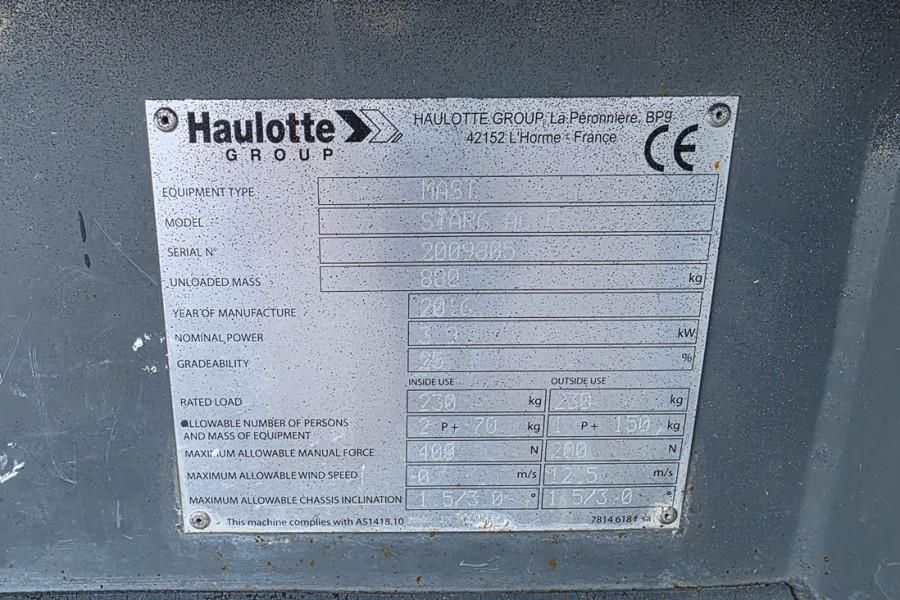 Haulotte
GROUP
HAULOTTE GROUP, La Péronnière, BP9
42152 L'Horme - France
CE
EQUIPMENT TYPE MAST
MODEL STAR6
SERIAL N° 2009805
UNLOADED MASS 880 kg
YEAR OF MANUFACTURE 2016
NOMINAL POWER kW
GRADEABILITY 25 %
INSIDE USE OUTSIDE USE
RATED LOAD 230 kg 230 kg
ALLOWABLE NUMBER OF PERSONS
AND MASS OF EQUIPMENT 2 P + 70 kg 1 P + 150 kg
MAXIMUM ALLOWABLE MANUAL FORCE 400 N 200 N
MAXIMUM ALLOWABLE WIND SPEED 0 m/s 12.5 m/s
MAXIMUM ALLOWABLE CHASSIS INCLINATION 1.5/3.0 ° 1.5/3.0 °
This machine complies with AS1418.10 7814 618 sa